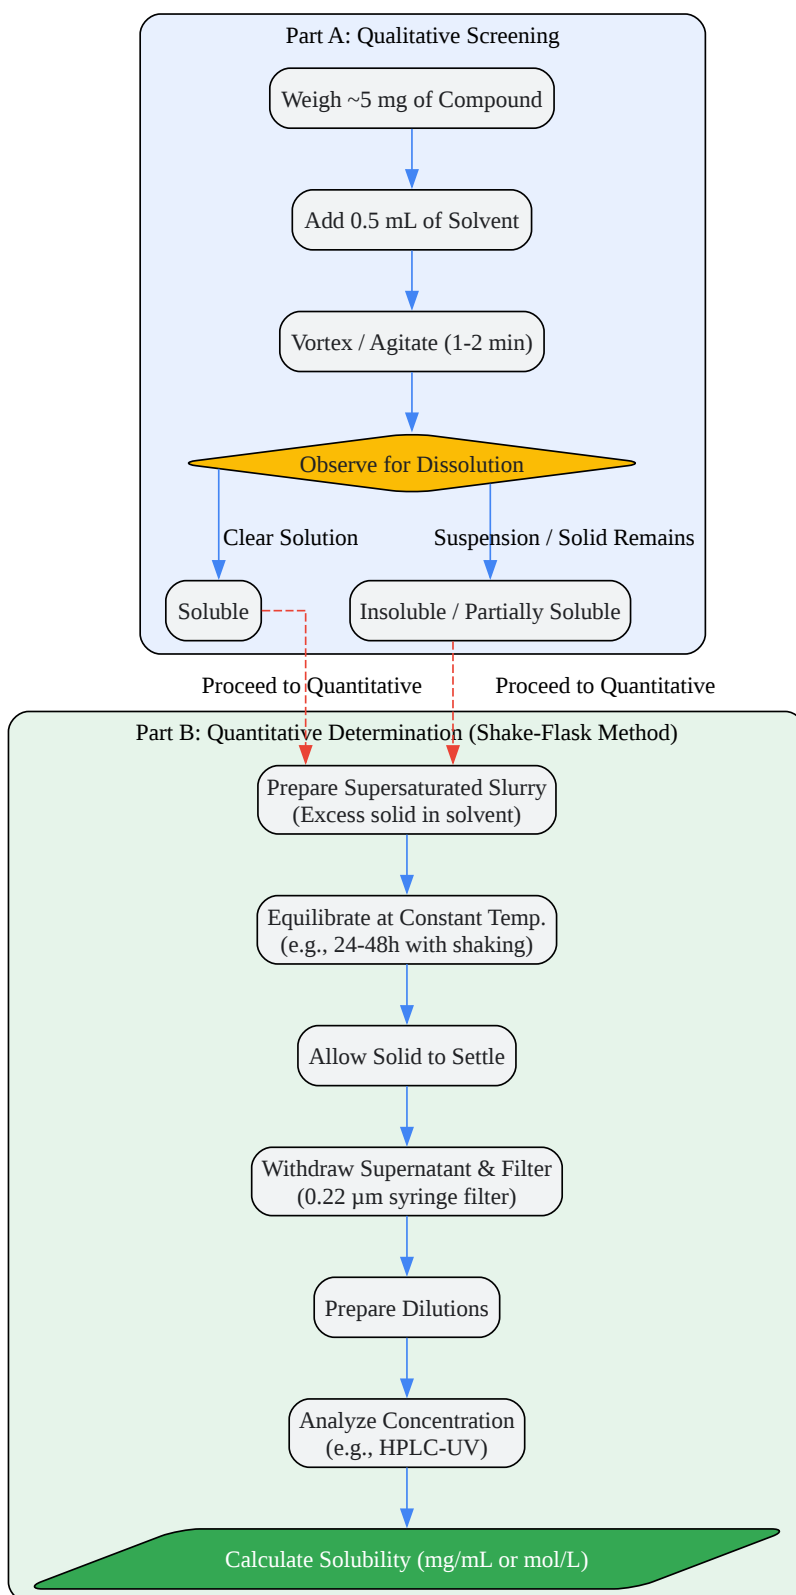 Part A: Qualitative Screening
Weigh ~5 mg of Compound
Add 0.5 mL of Solvent
Vortex / Agitate (1-2 min)
Observe for Dissolution
Clear Solution
Suspension / Solid Remains
Soluble
Insoluble / Partially Soluble
Proceed to Quantitative
Proceed to Quantitative
Part B: Quantitative Determination (Shake-Flask Method)
Prepare Supersaturated Slurry
(Excess solid in solvent)
Equilibrate at Constant Temp.
(e.g., 24-48h with shaking)
Allow Solid to Settle
Withdraw Supernatant & Filter
(0.22 µm syringe filter)
Prepare Dilutions
Analyze Concentration
(e.g., HPLC-UV)
Calculate Solubility (mg/mL or mol/L)